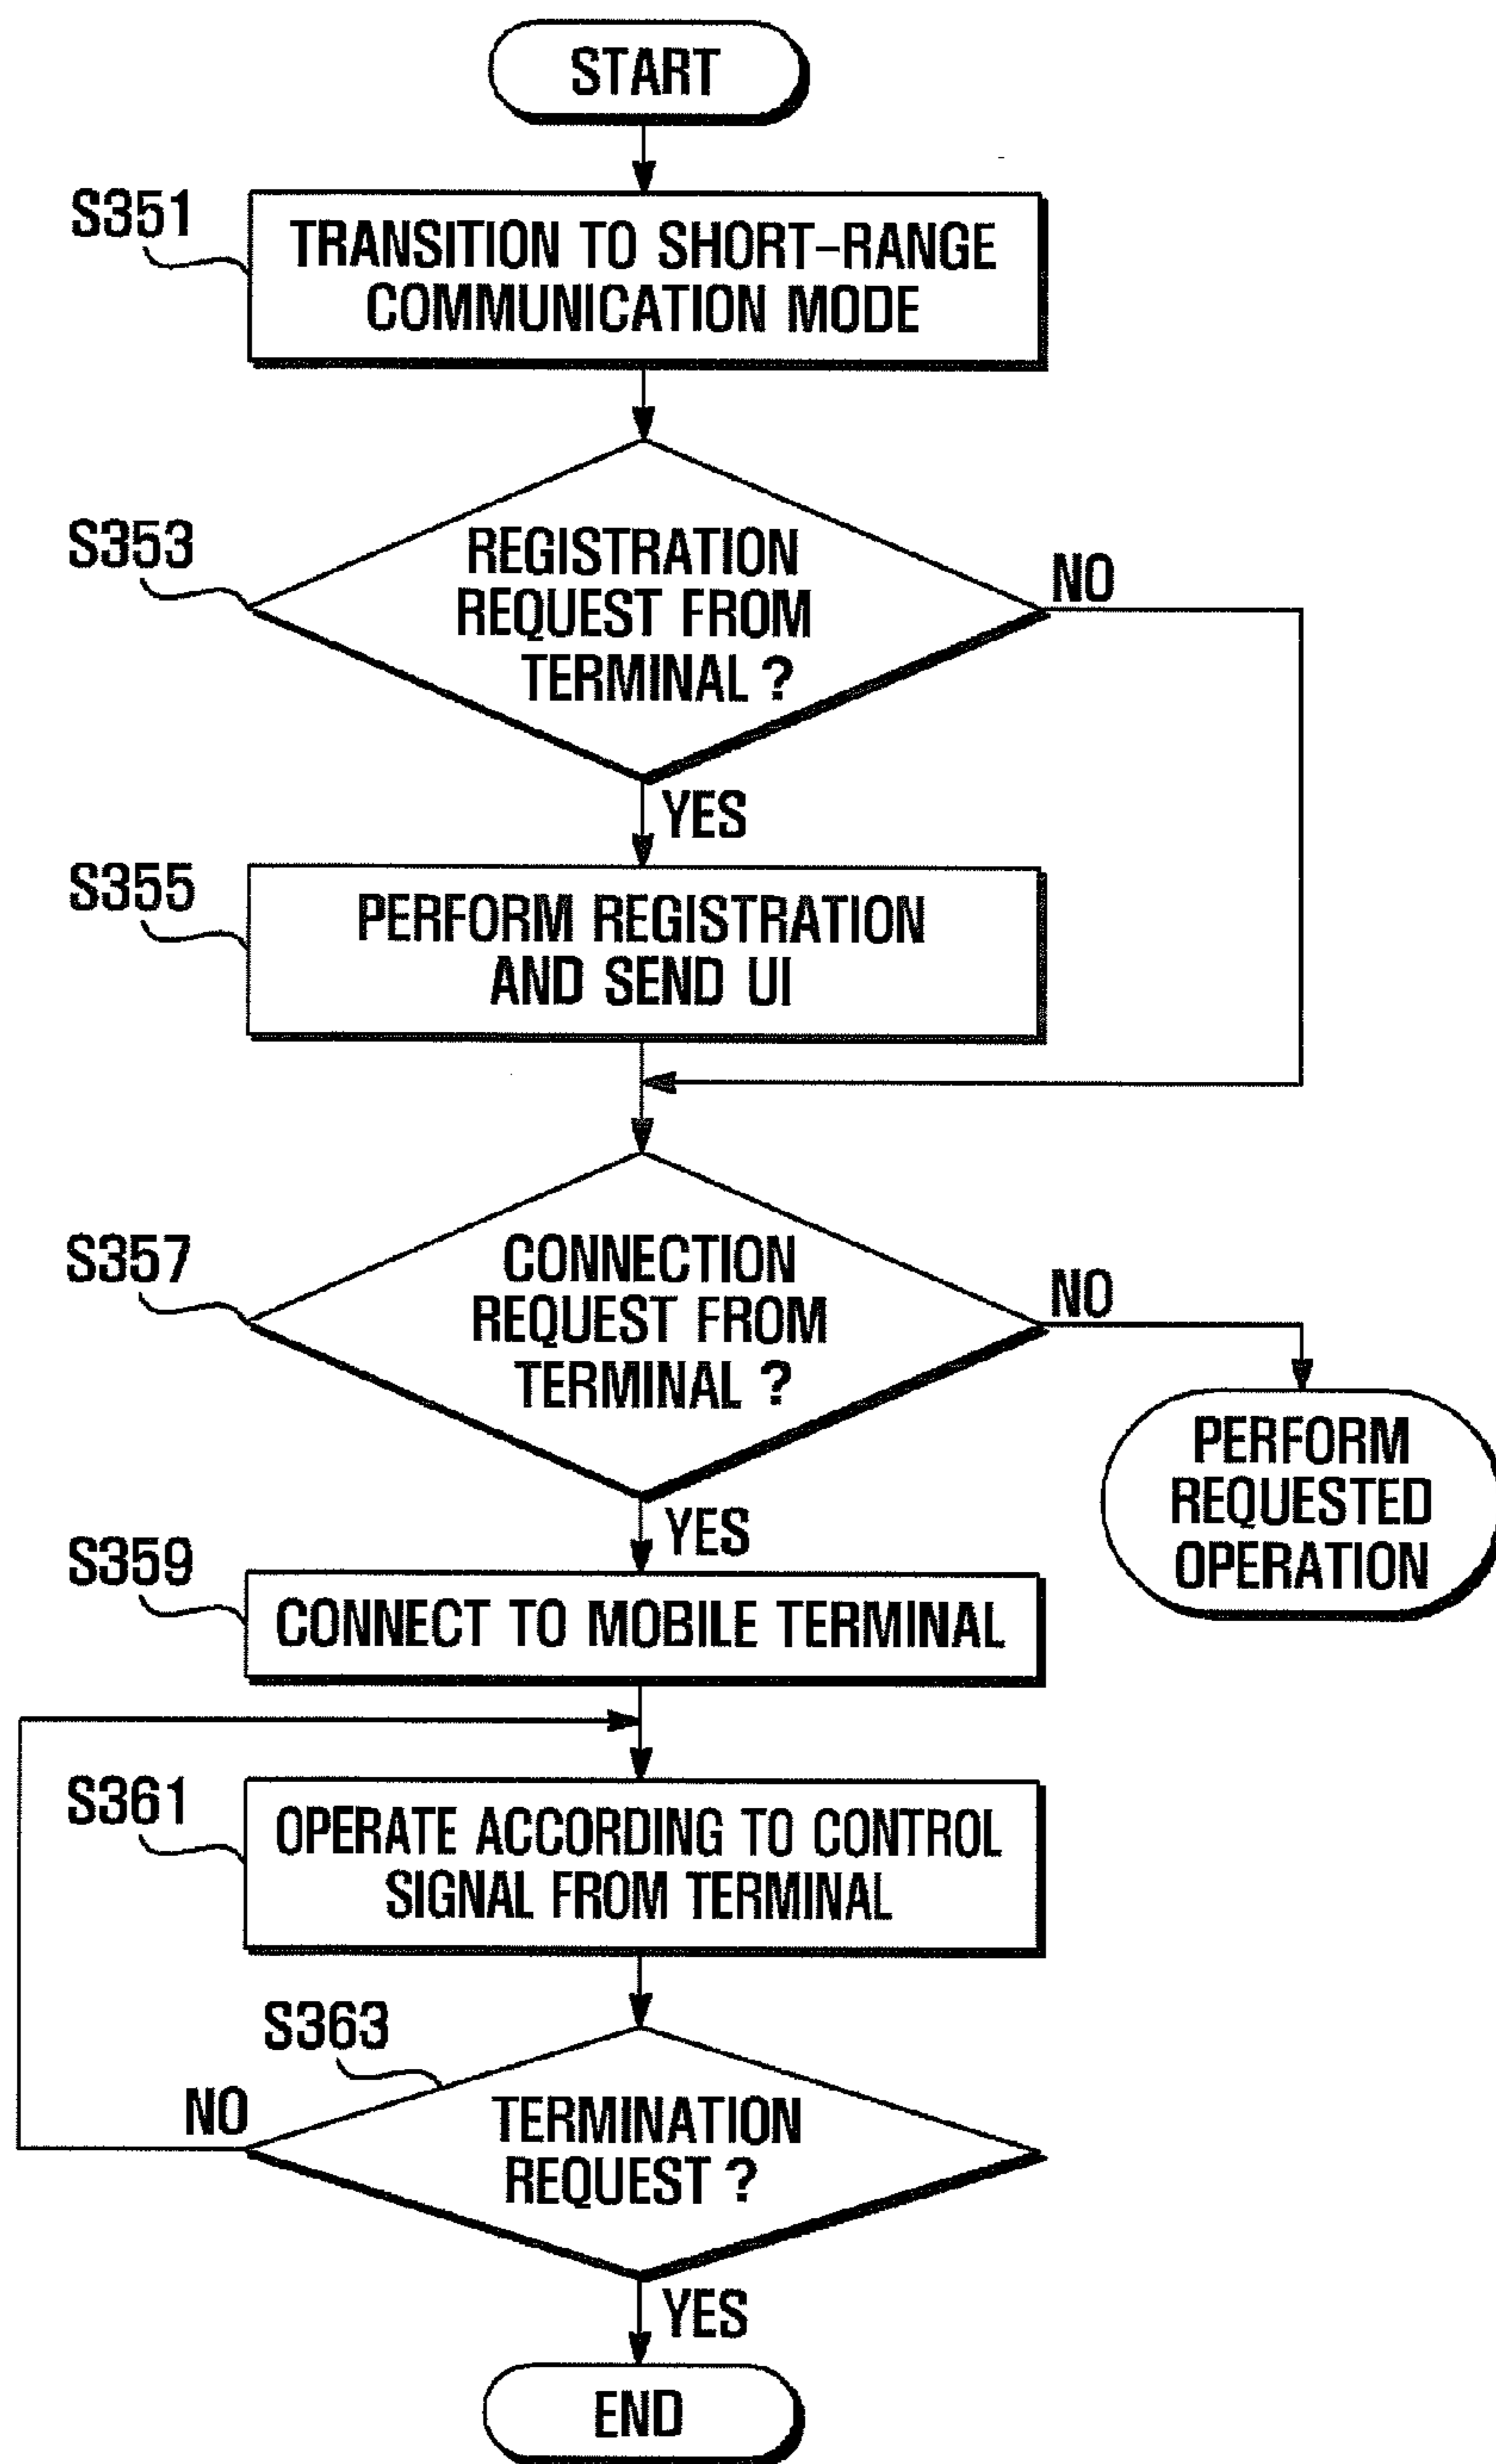 START
S351
TRANSITION TO SHORT-RANGE
COMMUNICATION MODE
S353
REGISTRATION
REQUEST FROM
TERMINAL ?
NO
YES
S355
PERFORM REGISTRATION
AND SEND UI
S357
CONNECTION
REQUEST FROM
TERMINAL ?
NO
PERFORM
REQUESTED
OPERATION
YES
S359
CONNECT TO MOBILE TERMINAL
S361
OPERATE ACCORDING TO CONTROL
SIGNAL FROM TERMINAL
S363
NO
TERMINATION
REQUEST ?
YES
END